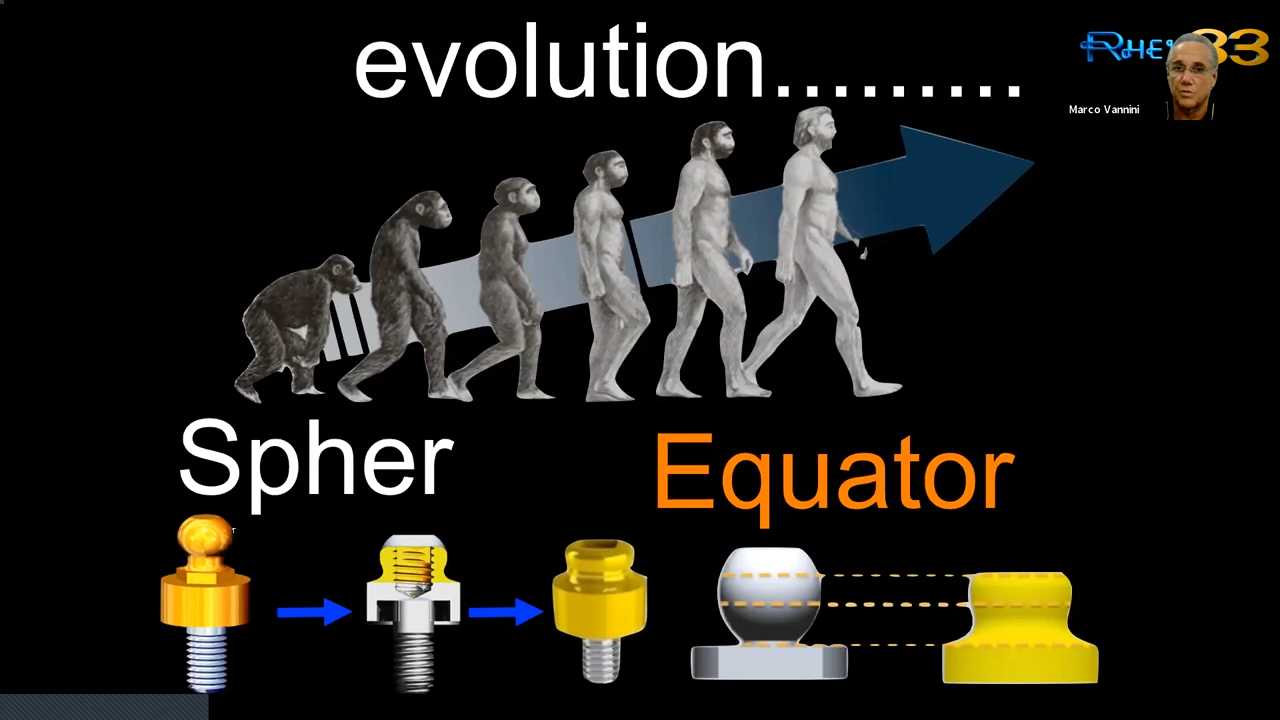 evolution.........
Marco Vannini
Spher
Equator